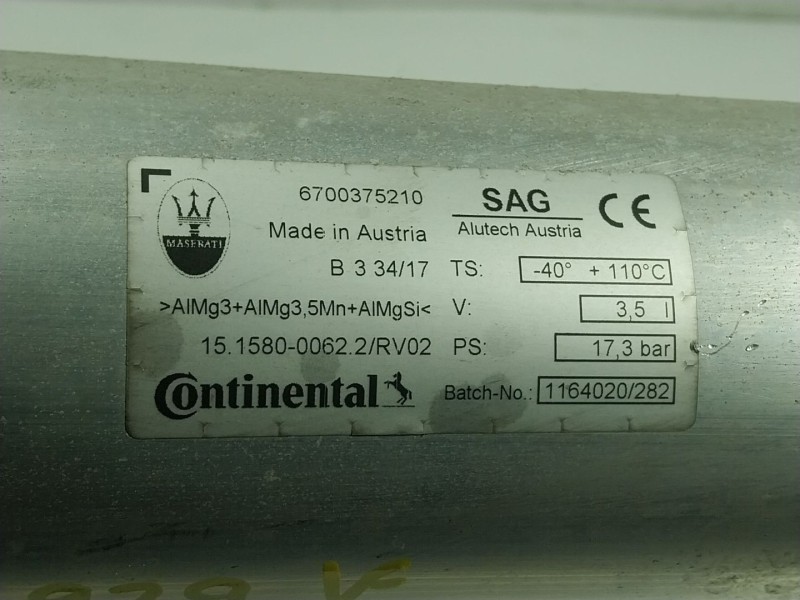 MASERATI
6700375210
Made in Austria
SAG
Alutech Austria
CE
B 3 34/17 TS: -40° + 110°C
>AlMg3+AlMg3,5Mn+AlMgSi< V: 3,5 l
15.1580-0062.2/RV02 PS: 17,3 bar
Continental Batch-No.: 1164020/282